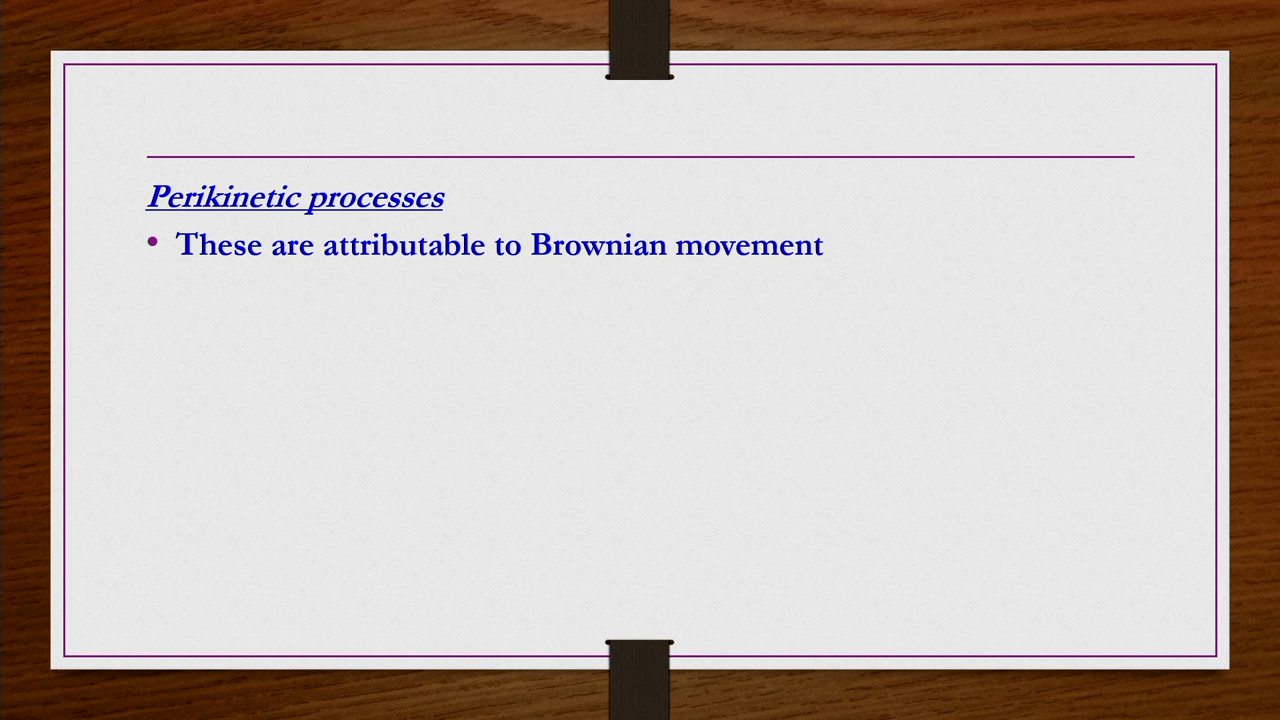 Perikinetic processes
• These are attributable to Brownian movement